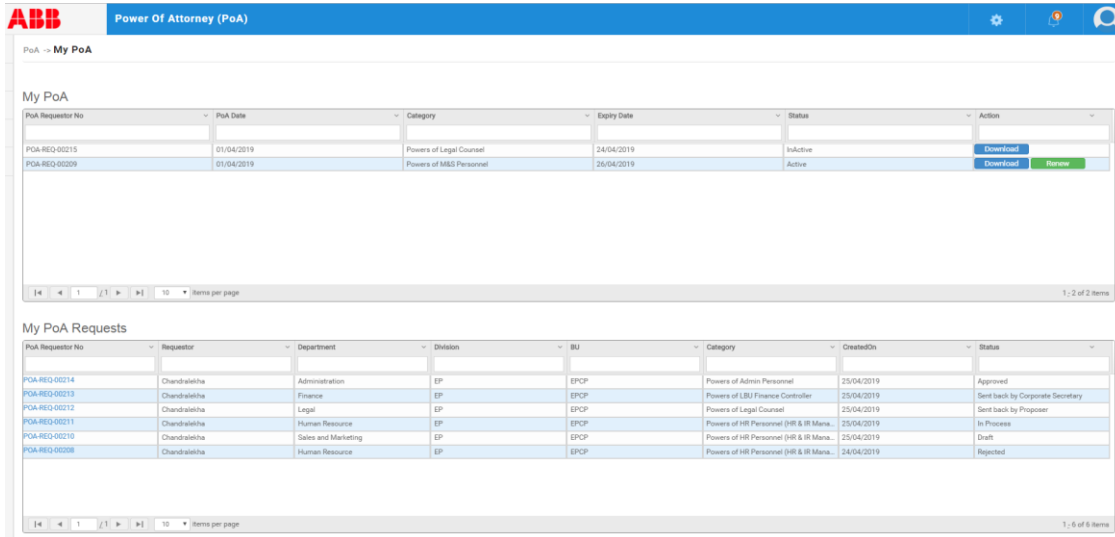 ABB Power Of Attorney (PoA)
PoA -> My PoA
My PoA
PoA Requestor No PoA Date Category Expiry Date Status Action
POA-REQ-00215 01/04/2019 Powers of Legal Counsel 24/04/2019 InActive Download
POA-REQ-00209 01/04/2019 Powers of M&S Personnel 26/04/2019 Active Download Renew
1 / 1 10 items per page 1 - 2 of 2 items
My PoA Requests
PoA Requestor No Requestor Department Division BU Category CreatedOn Status
POA-REQ-00214 Chandralekha Administration EP EPCP Powers of Admin Personnel 25/04/2019 Approved
POA-REQ-00213 Chandralekha Finance EP EPCP Powers of LBU Finance Controller 25/04/2019 Sent back by Corporate Secretary
POA-REQ-00212 Chandralekha Legal EP EPCP Powers of Legal Counsel 25/04/2019 Sent back by Proposer
POA-REQ-00211 Chandralekha Human Resource EP EPCP Powers of HR Personnel (HR & IR Mana... 25/04/2019 In Process
POA-REQ-00210 Chandralekha Sales and Marketing EP EPCP Powers of HR Personnel (HR & IR Mana... 25/04/2019 Draft
POA-REQ-00208 Chandralekha Human Resource EP EPCP Powers of HR Personnel (HR & IR Mana... 24/04/2019 Rejected
1 / 1 10 items per page 1 - 6 of 6 items